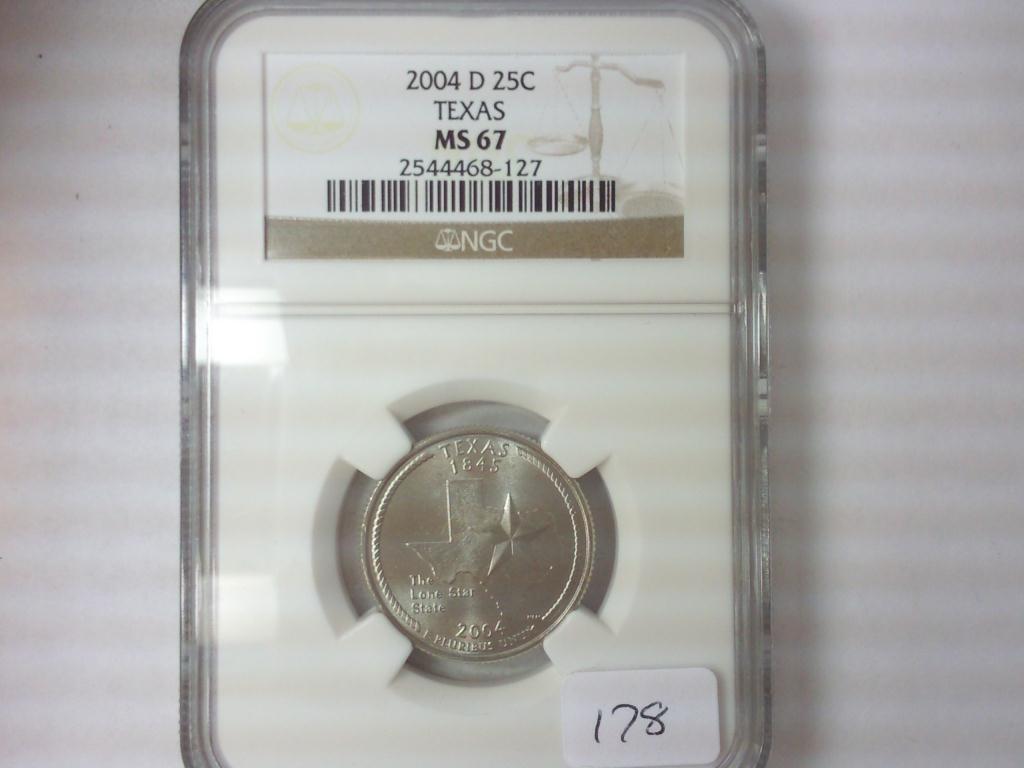 2004 D 25C
TEXAS
MS 67
2544468-127
NGC
TEXAS
1845
The
Lone Star
State
2004
E PLURIBUS UNUM
178